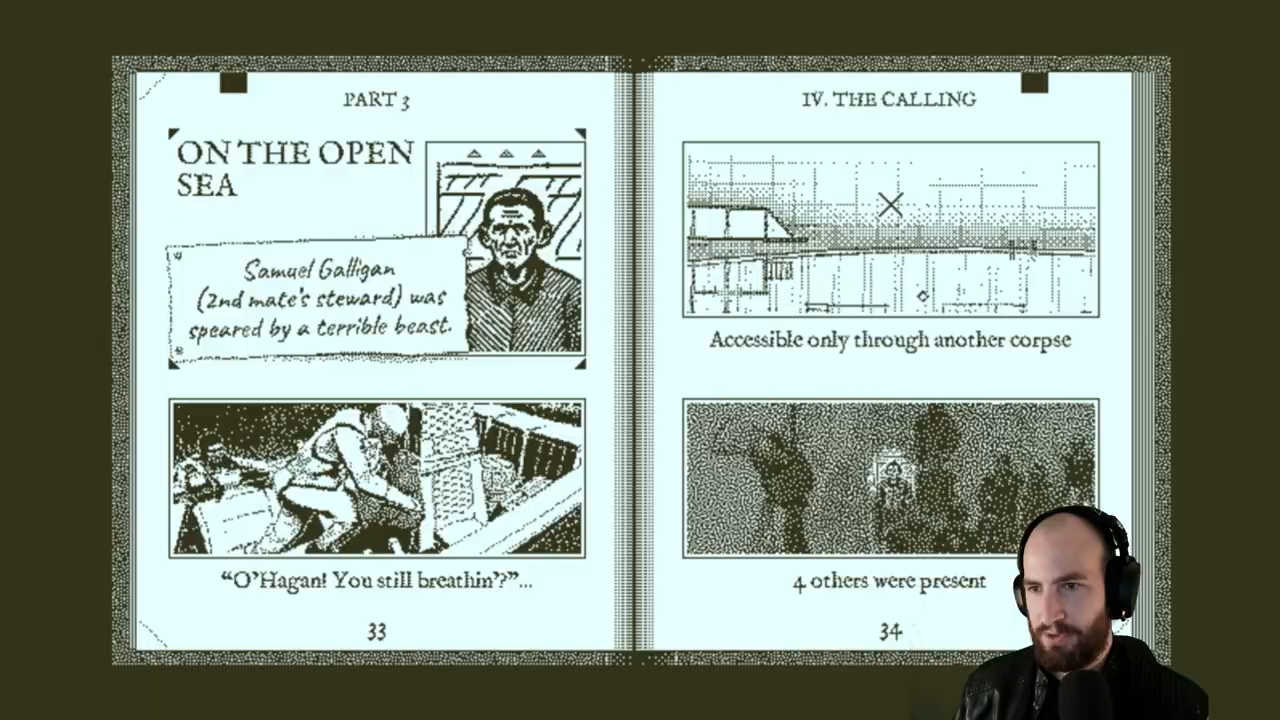 PART 3
ON THE OPEN
SEA
Samuel Galligan
(2nd mate's steward) was
speared by a terrible beast.
“O'Hagan! You still breathin'?”...
33
IV. THE CALLING
Accessible only through another corpse
4 others were present
34